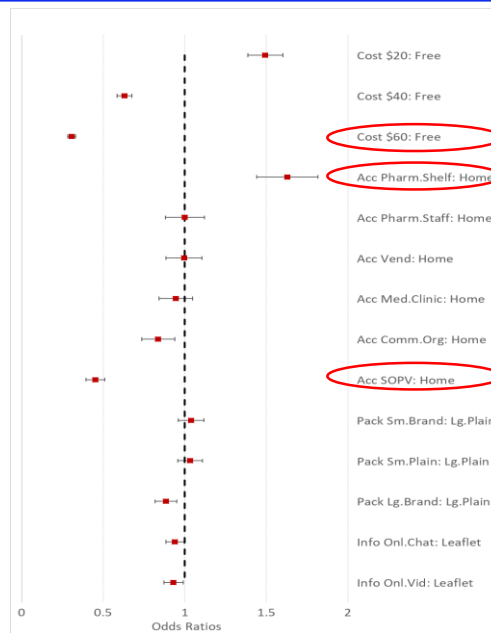 Cost $20: Free
Cost $40: Free
Cost $60: Free
Acc Pharm.Shelf: Home
Acc Pharm.Staff: Home
Acc Vend: Home
Acc Med.Clinic: Home
Acc Comm.Org: Home
Acc SOPV: Home
Pack Sm.Brand: Lg.Plain
Pack Sm.Plain: Lg.Plain
Pack Lg.Brand: Lg.Plain
Info Onl.Chat: Leaflet
Info Onl.Vid: Leaflet
0 0.5 1 1.5 2
Odds Ratios